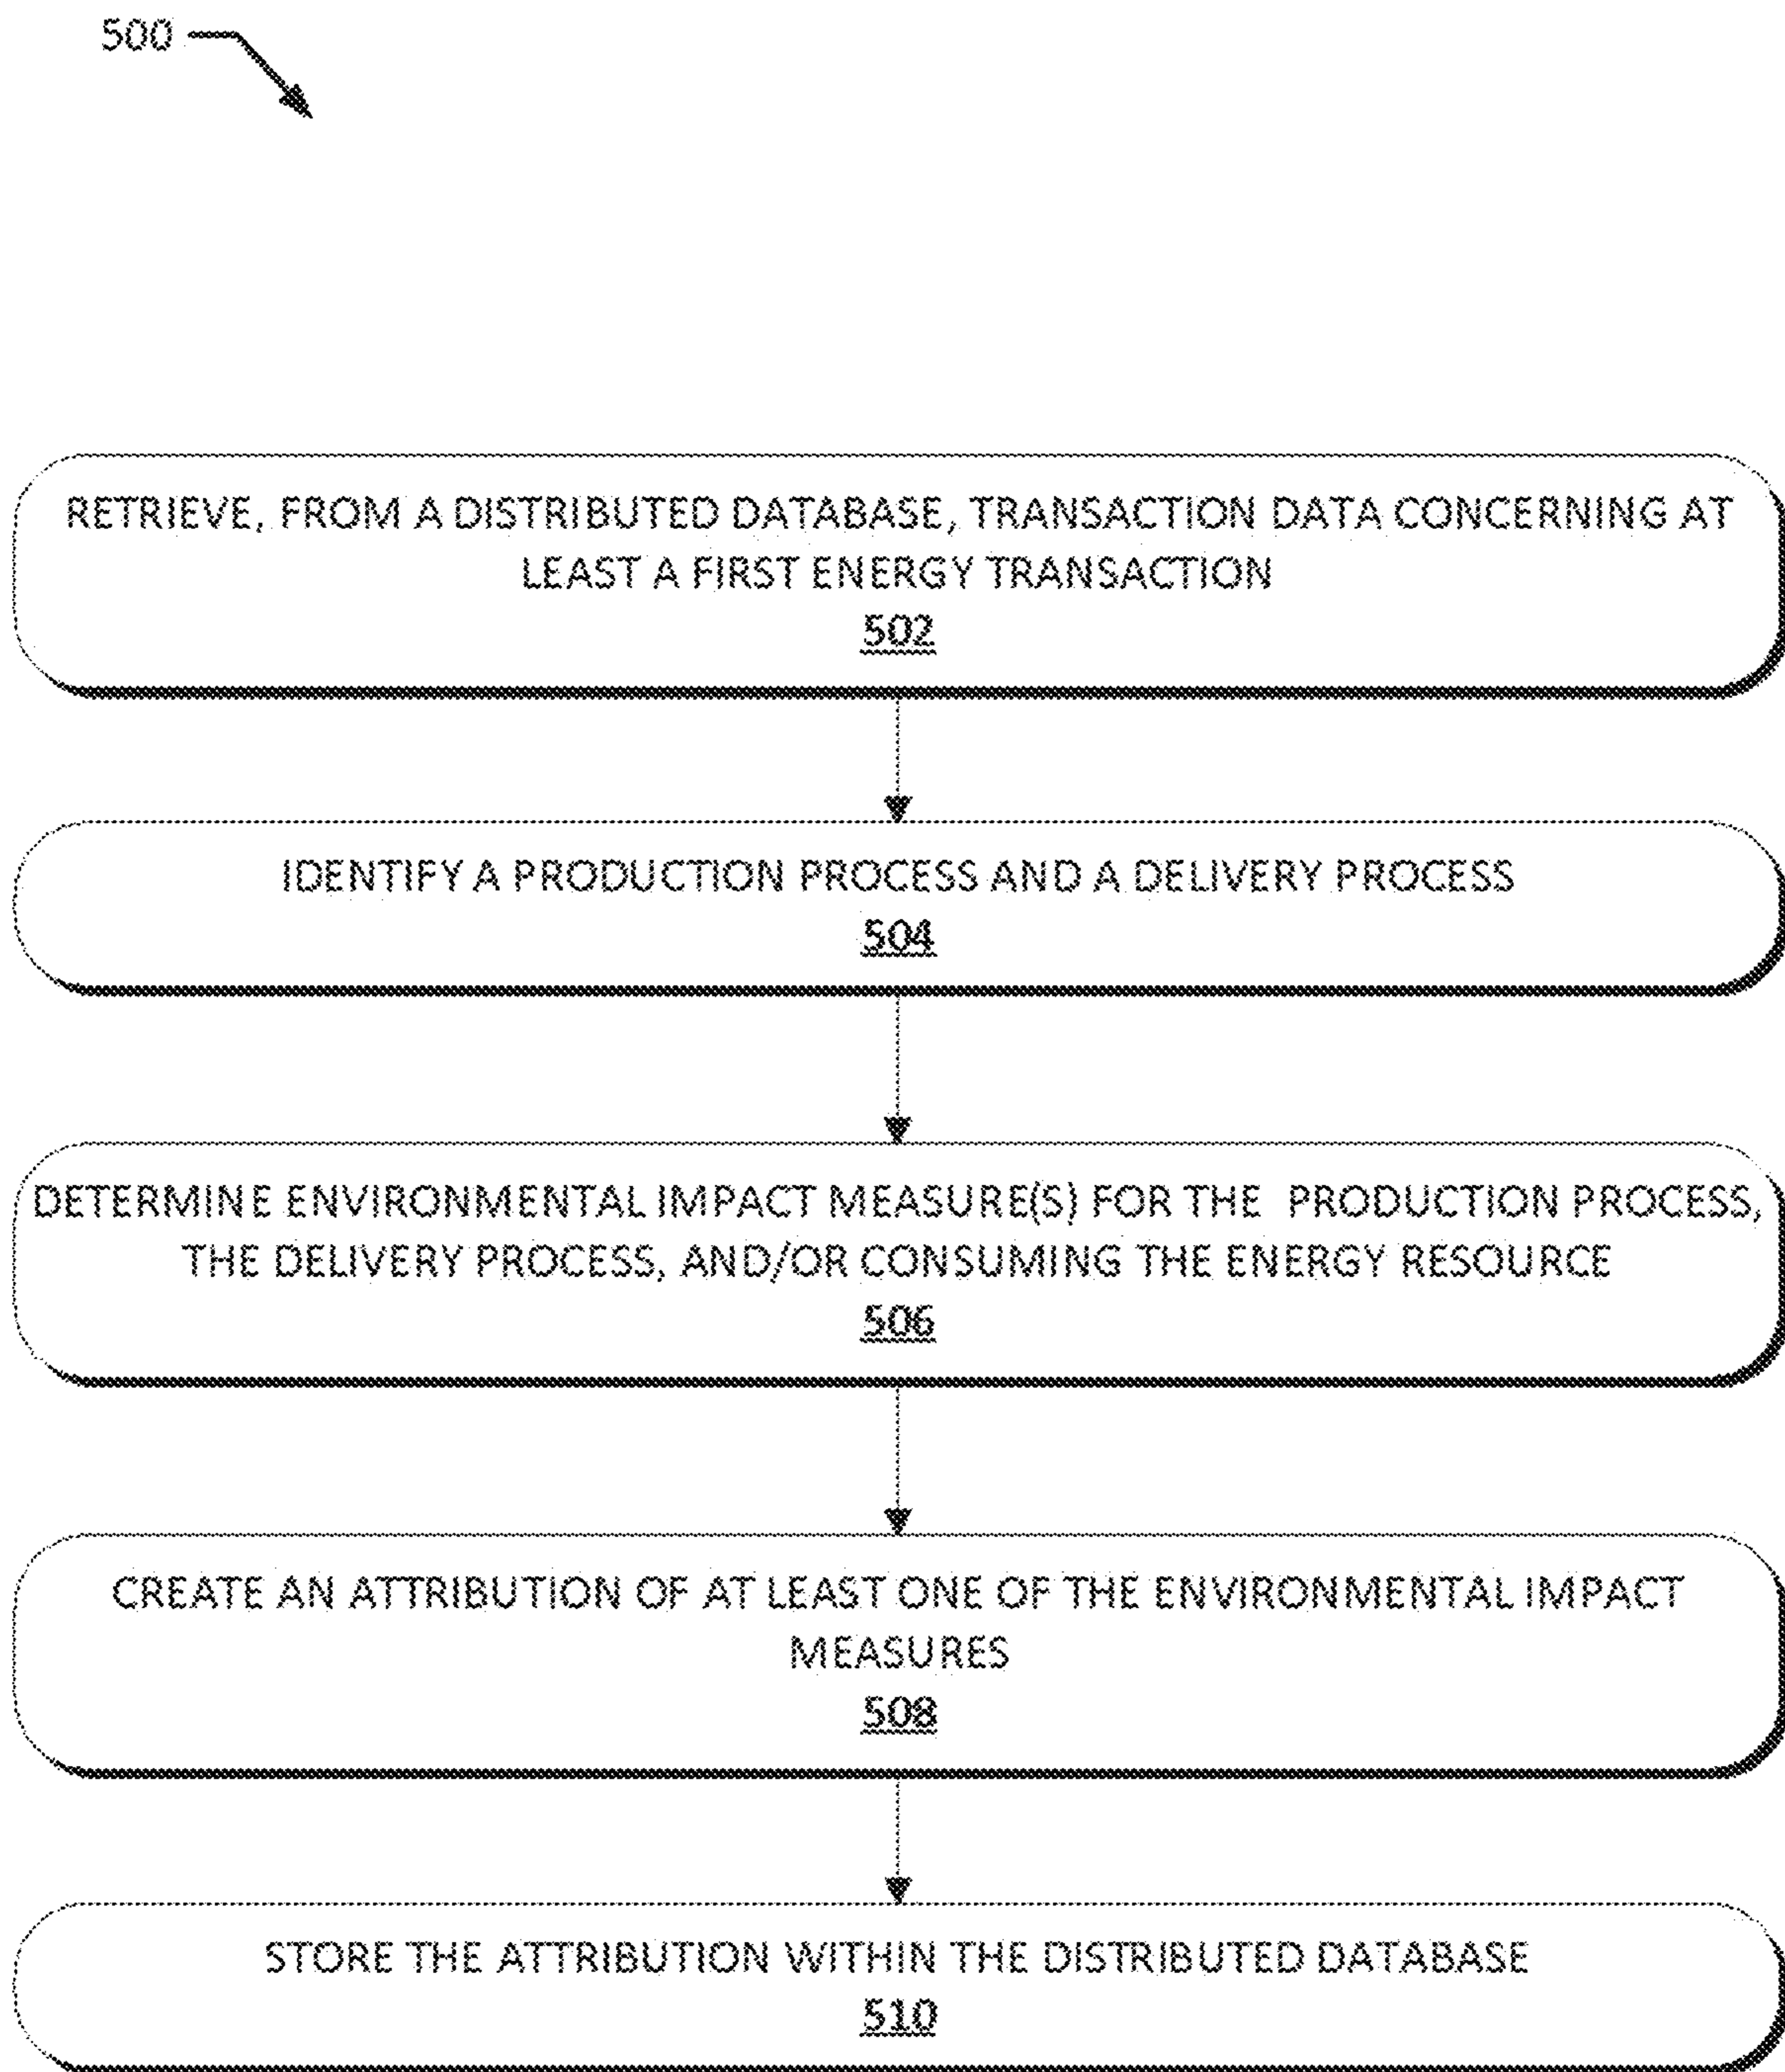 500
RETRIEVE, FROM A DISTRIBUTED DATABASE, TRANSACTION DATA CONCERNING AT
LEAST A FIRST ENERGY TRANSACTION
502
IDENTIFY A PRODUCTION PROCESS AND A DELIVERY PROCESS
504
DETERMINE ENVIRONMENTAL IMPACT MEASURE(S) FOR THE PRODUCTION PROCESS,
THE DELIVERY PROCESS, AND/OR CONSUMING THE ENERGY RESOURCE
506
CREATE AN ATTRIBUTION OF AT LEAST ONE OF THE ENVIRONMENTAL IMPACT
MEASURES
508
STORE THE ATTRIBUTION WITHIN THE DISTRIBUTED DATABASE
510